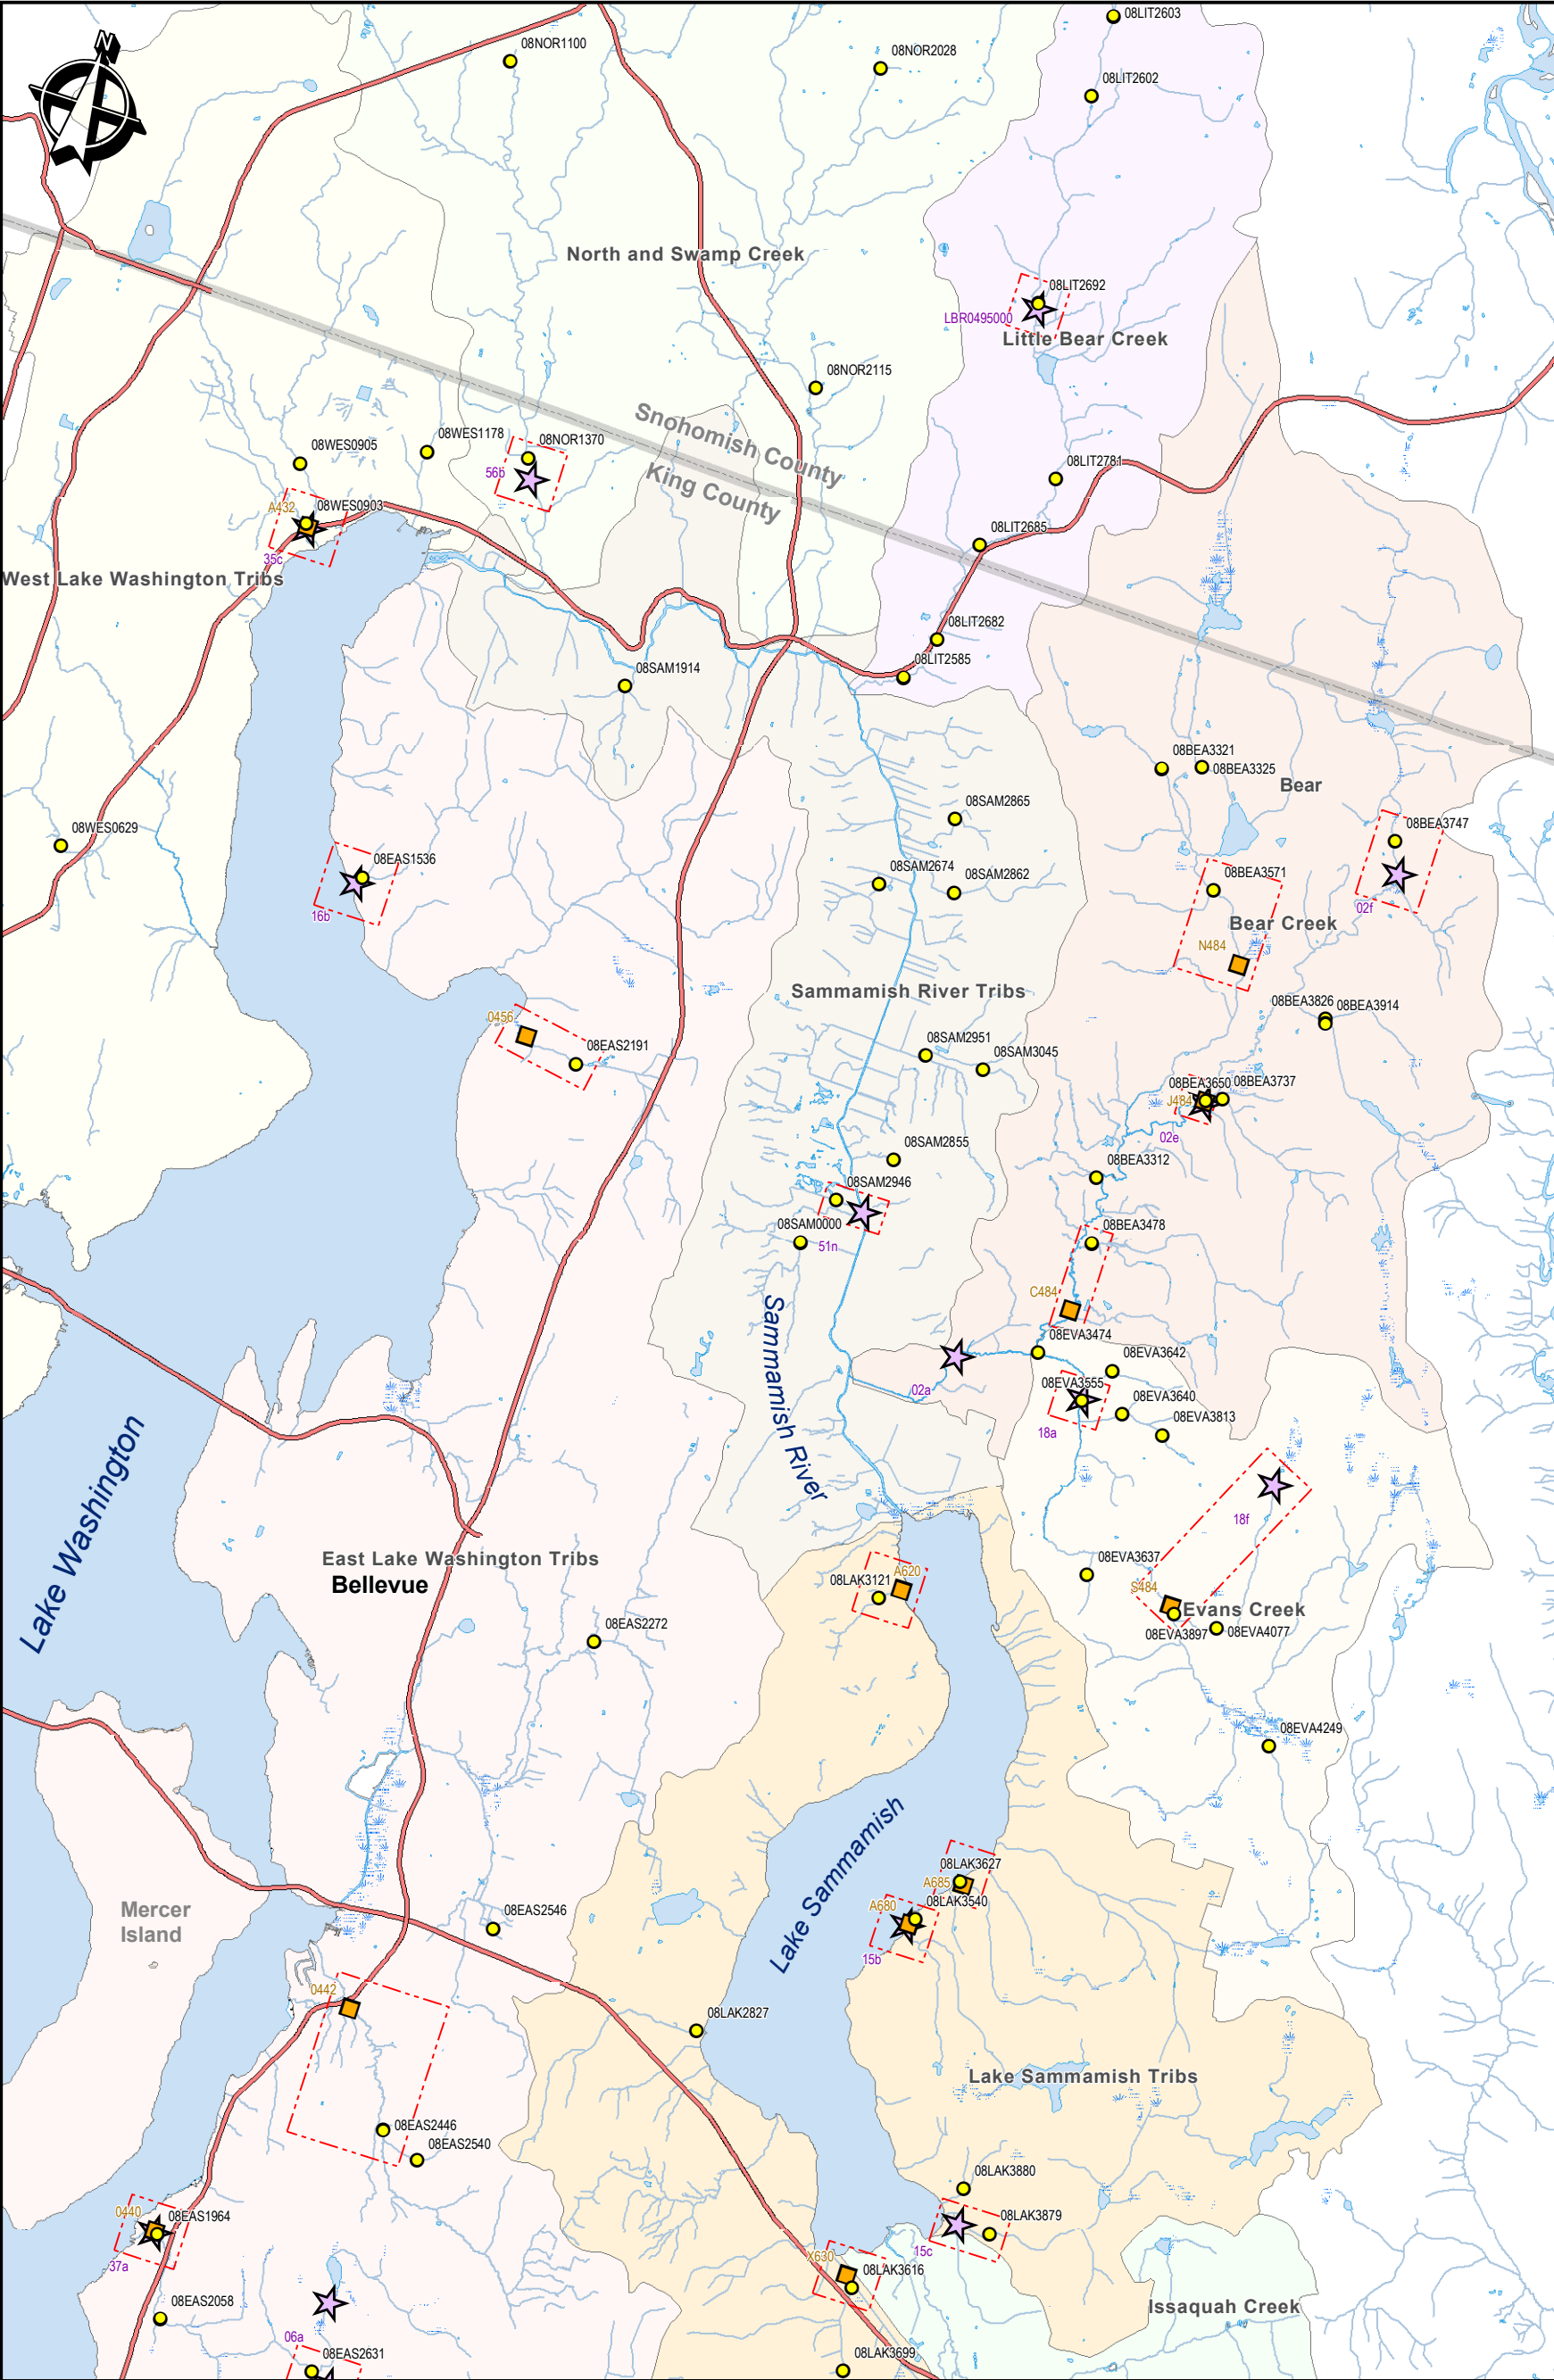 N
08LIT2603
08NOR1100
08NOR2028
08LIT2602
North and Swamp Creek
08LIT2692
LBR0495000
Little Bear Creek
08NOR2115
Snohomish County
King County
08WES1178
08WES0905
08NOR1370
56b
08LIT2781
A432
08WES0903
35c
08LIT2685
West Lake Washington Tribs
08LIT2682
08LIT2585
08SAM1914
08BEA3321
08BEA3325
Bear
08SAM2865
08BEA3747
08WES0629
08EAS1536
16b
08SAM2674
08SAM2862
08BEA3571
02f
Bear Creek
N484
Sammamish River Tribs
08BEA3826
08BEA3914
0456
08EAS2191
08SAM2951
08SAM3045
08BEA3650
08BEA3737
J484
02e
08SAM2855
08BEA3312
08SAM2946
08SAM0000
51n
08BEA3478
C484
Sammamish River
08EVA3474
08EVA3642
02a
08EVA3555
08EVA3640
18a
08EVA3813
Lake Washington
18f
East Lake Washington Tribs
Bellevue
08LAK3121
A620
08EVA3637
S484
Evans Creek
08EVA3897
08EVA4077
08EAS2272
08EVA4249
Lake Sammamish
08LAK3627
A685
A680
08LAK3540
15b
Mercer
Island
08EAS2546
0442
08LAK2827
Lake Sammamish Tribs
08EAS2446
08EAS2540
08LAK3880
0440
08EAS1964
37a
08LAK3879
15c
X630
08LAK3616
08EAS2058
Issaquah Creek
06a
08EAS2631
08LAK3699